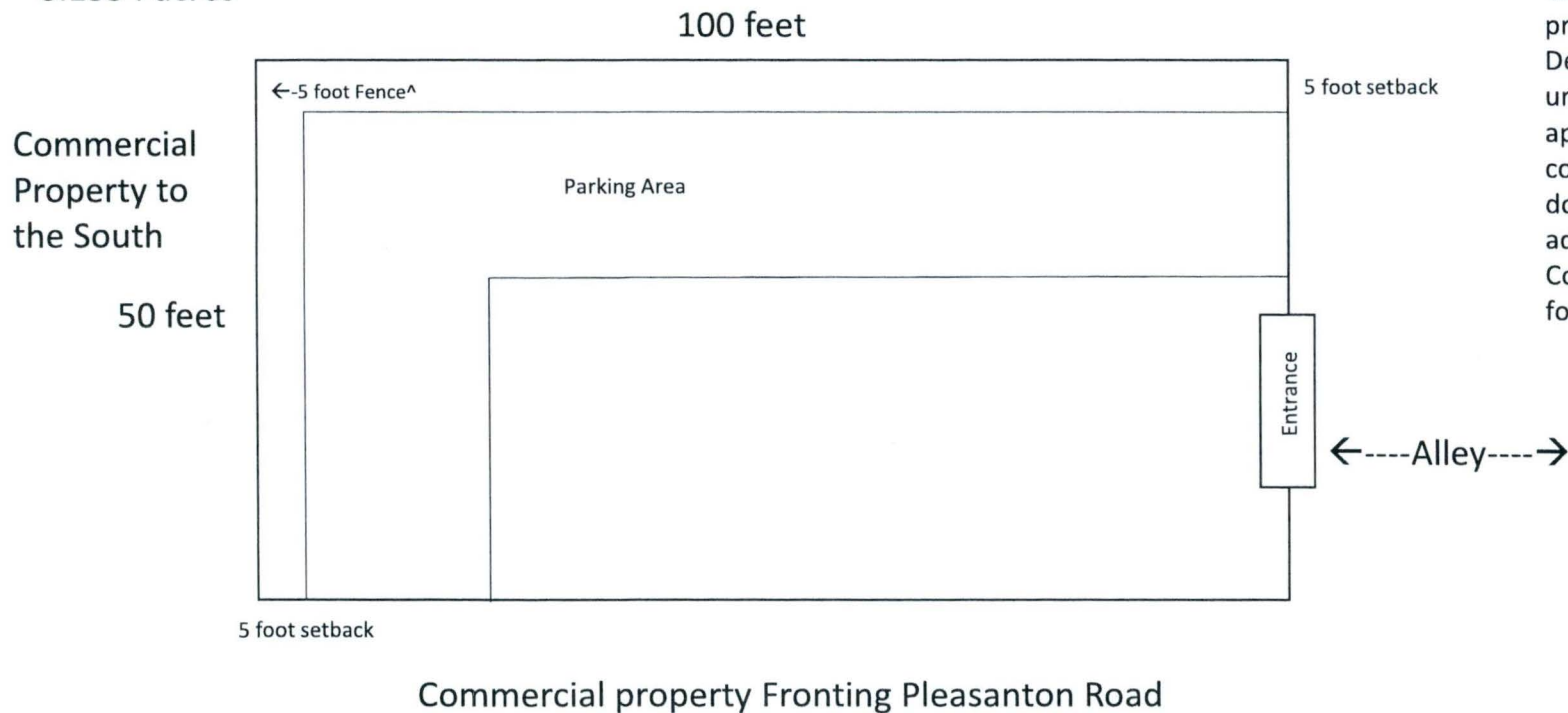 100 feet
←-5 foot Fence^
5 foot setback
Commercial
Property to
the South
Parking Area
50 feet
Entrance
←----Alley----→
5 foot setback
Commercial property Fronting Pleasanton Road